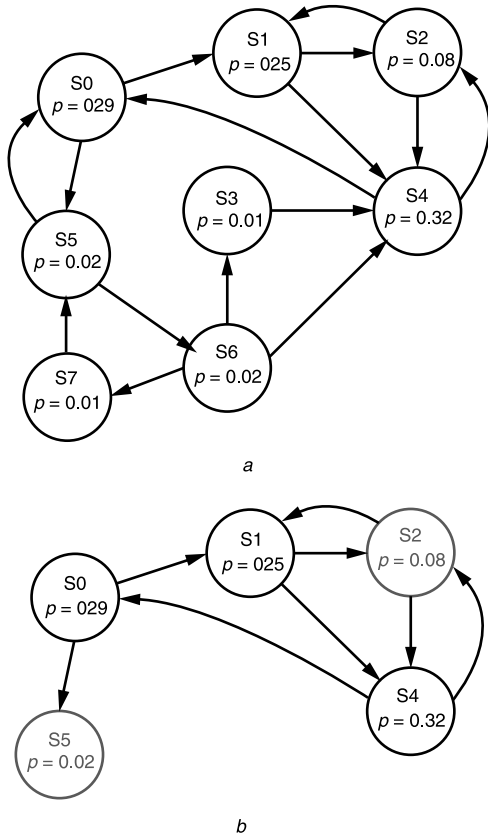 S1
p = 025
S2
p = 0.08
S0
p = 029
S3
p = 0.01
S4
p = 0.32
S5
p = 0.02
S6
p = 0.02
S7
p = 0.01
a
S1
p = 025
S2
p = 0.08
S0
p = 029
S4
p = 0.32
S5
p = 0.02
b